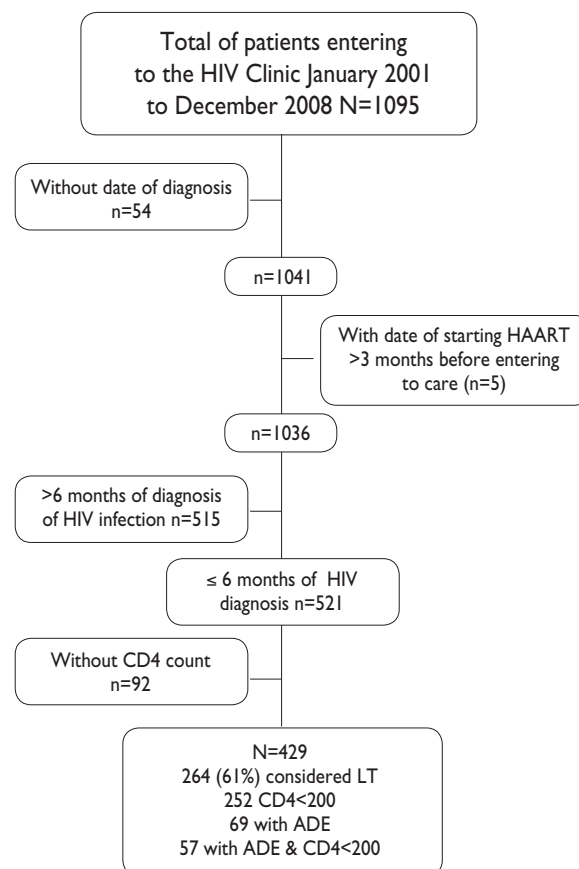 Total of patients entering
to the HIV Clinic January 2001
to December 2008 N=1095
Without date of diagnosis
n=54
n=1041
With date of starting HAART
>3 months before entering
to care (n=5)
n=1036
>6 months of diagnosis
of HIV infection n=515
≤ 6 months of HIV
diagnosis n=521
Without CD4 count
n=92
N=429
264 (61%) considered LT
252 CD4<200
69 with ADE
57 with ADE & CD4<200